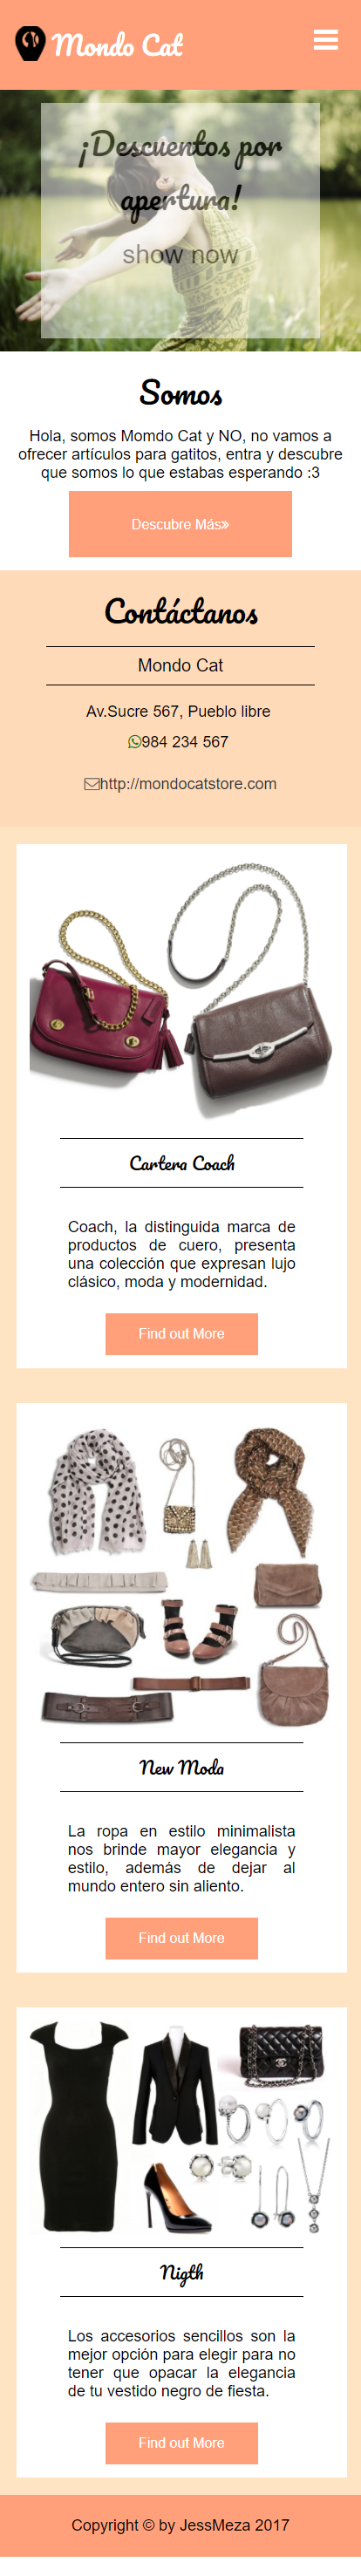 Mondo Cat
¡Descuentos por
apertura!
show now
Somos
Hola, somos Momdo Cat y NO, no vamos a
ofrecer artículos para gatitos, entra y descubre
que somos lo que estabas esperando :3
Descubre Más»
Contáctanos
Mondo Cat
Av.Sucre 567, Pueblo libre
984 234 567
http://mondocatstore.com
Cartera Coach
Coach, la distinguida marca de
productos de cuero, presenta
una colección que expresan lujo
clásico, moda y modernidad.
Find out More
New Moda
La ropa en estilo minimalista
nos brinde mayor elegancia y
estilo, además de dejar al
mundo entero sin aliento.
Find out More
Nigth
Los accesorios sencillos son la
mejor opción para elegir para no
tener que opacar la elegancia
de tu vestido negro de fiesta.
Find out More
Copyright © by JessMeza 2017